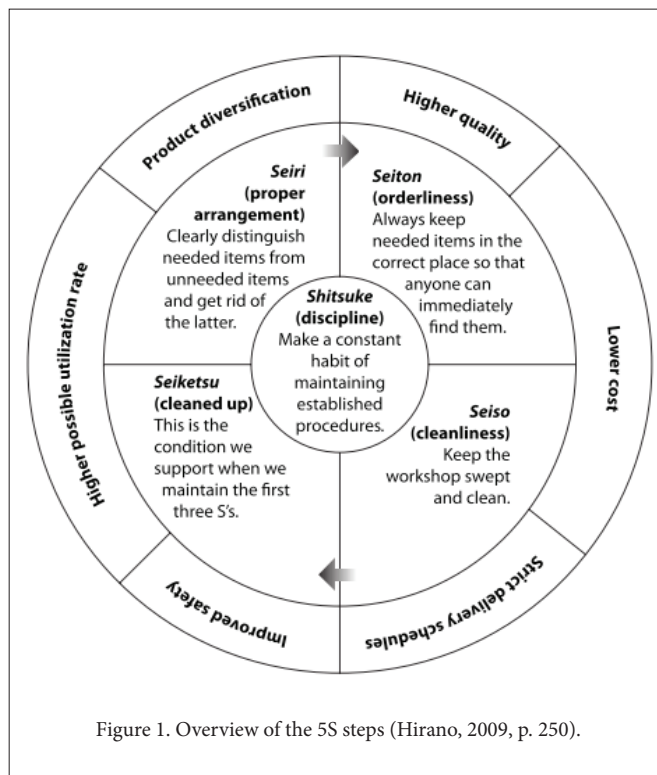 Product diversification
Higher quality
Lower cost
Strict delivery schedules
Improved safety
Higher possible utilization rate
Seiri
(proper
arrangement)
Clearly distinguish
needed items from
unneeded items
and get rid of
the latter.
Seiton
(orderliness)
Always keep
needed items in the
correct place so that
anyone can
immediately
find them.
Shitsuke
(discipline)
Make a constant
habit of
maintaining
established
procedures.
Seiketsu
(cleaned up)
This is the
condition we
support when we
maintain the first
three S's.
Seiso
(cleanliness)
Keep the
workshop swept
and clean.
Figure 1. Overview of the 5S steps (Hirano, 2009, p. 250).